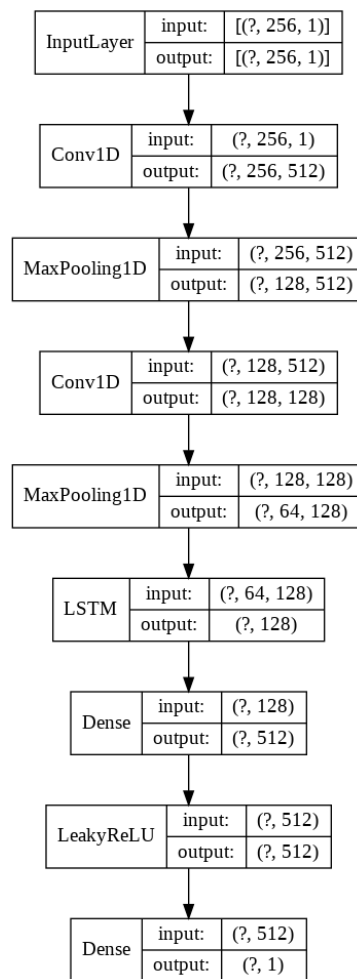 InputLayer
input: [(?, 256, 1)]
output: [(?, 256, 1)]
Conv1D
input: (?, 256, 1)
output: (?, 256, 512)
MaxPooling1D
input: (?, 256, 512)
output: (?, 128, 512)
Conv1D
input: (?, 128, 512)
output: (?, 128, 128)
MaxPooling1D
input: (?, 128, 128)
output: (?, 64, 128)
LSTM
input: (?, 64, 128)
output: (?, 128)
Dense
input: (?, 128)
output: (?, 512)
LeakyReLU
input: (?, 512)
output: (?, 512)
Dense
input: (?, 512)
output: (?, 1)